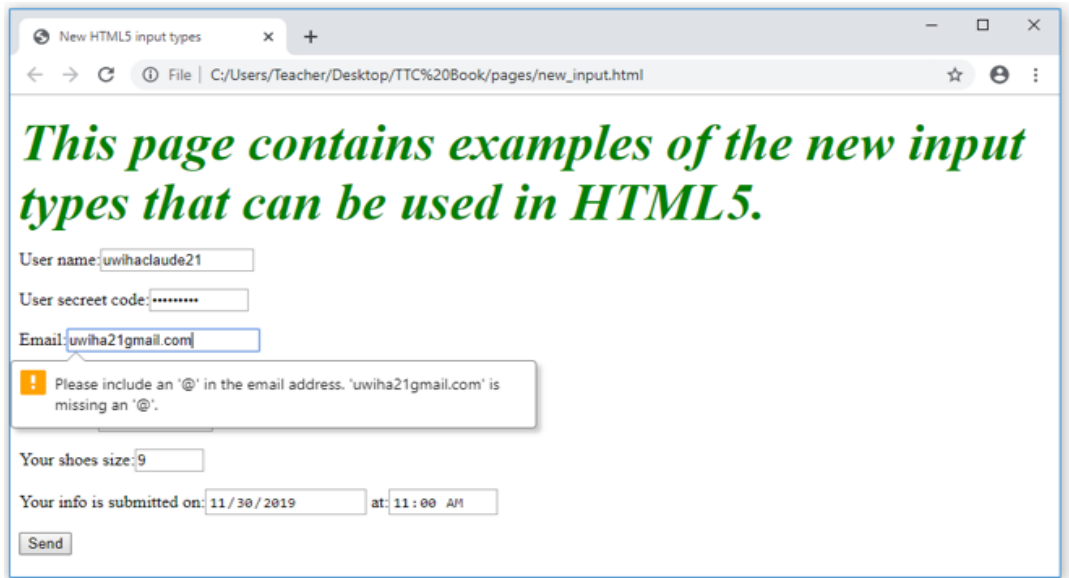 New HTML5 input types
File | C:/Users/Teacher/Desktop/TTC%20Book/pages/new_input.html
This page contains examples of the new input
types that can be used in HTML5.
User name: uwihaclaude21
User secreet code: •••••••••
Email: uwiha21gmail.com
! Please include an '@' in the email address. 'uwiha21gmail.com' is
missing an '@'.
Your shoes size: 9
Your info is submitted on: 11/30/2019 at: 11:00 AM
Send